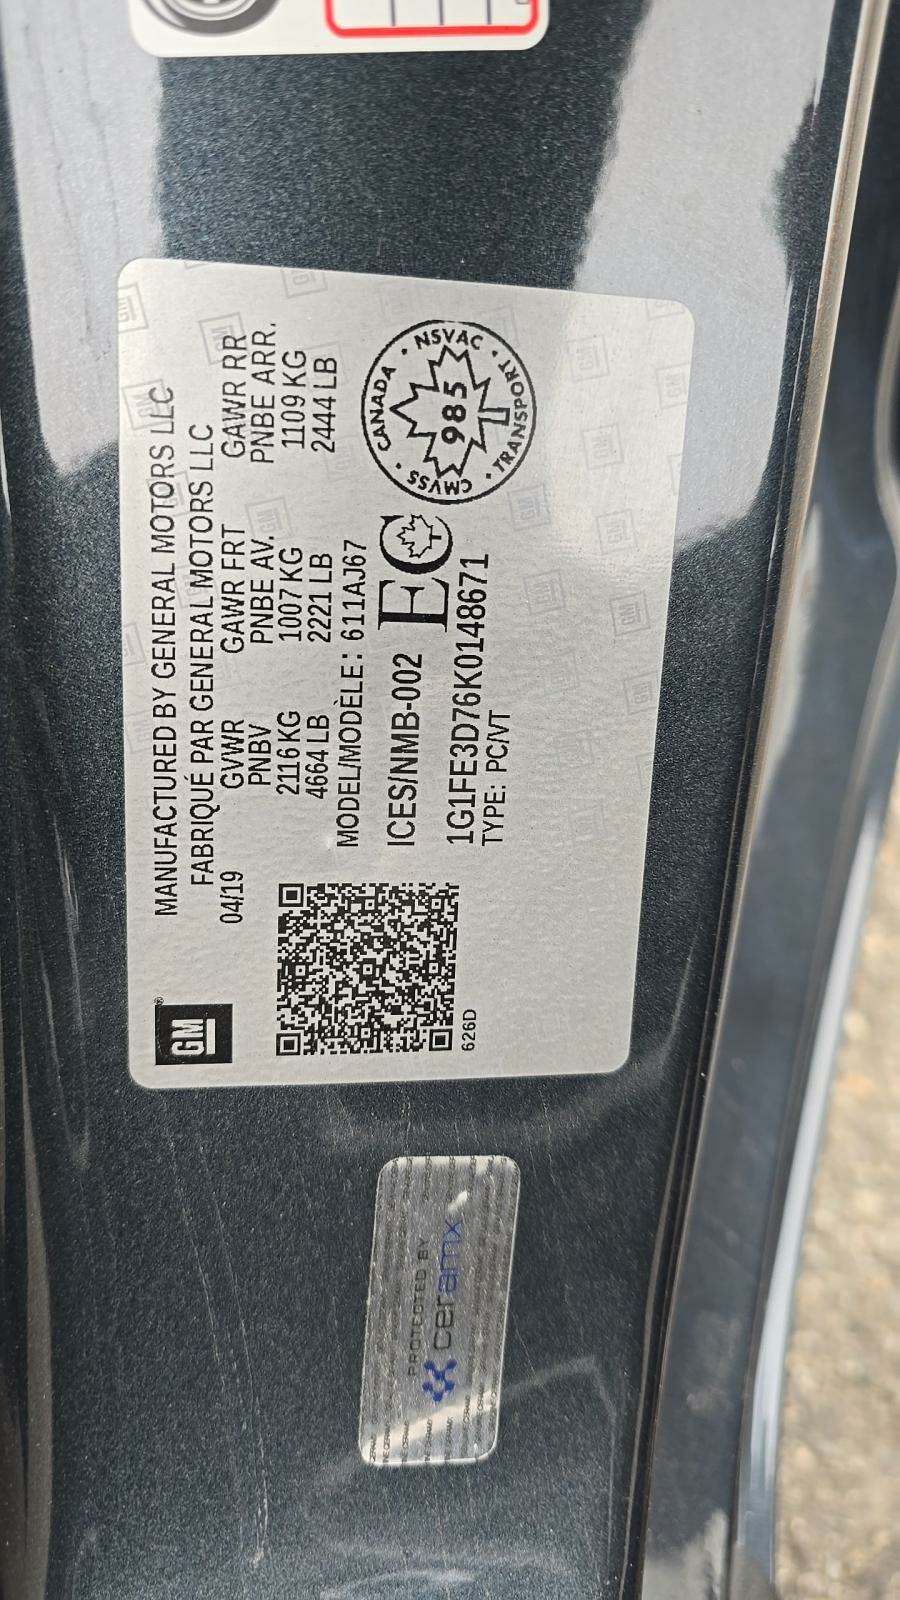 GM
MANUFACTURED BY GENERAL MOTORS LLC
FABRIQUÉ PAR GENERAL MOTORS LLC
04/19
GVWR GAWR FRT GAWR RR
PNBV PNBE AV. PNBE ARR.
2116 KG 1007 KG 1109 KG
4664 LB 2221 LB 2444 LB
MODEL/MODÈLE: 611AJ67
ICES/NMB-002 EC
CANADA • NSVAC • TRANSPORT • CMVSS •
985
1G1FE3D76K0148671
TYPE: PC/VT
626D
PROTECTED BY
ceramx